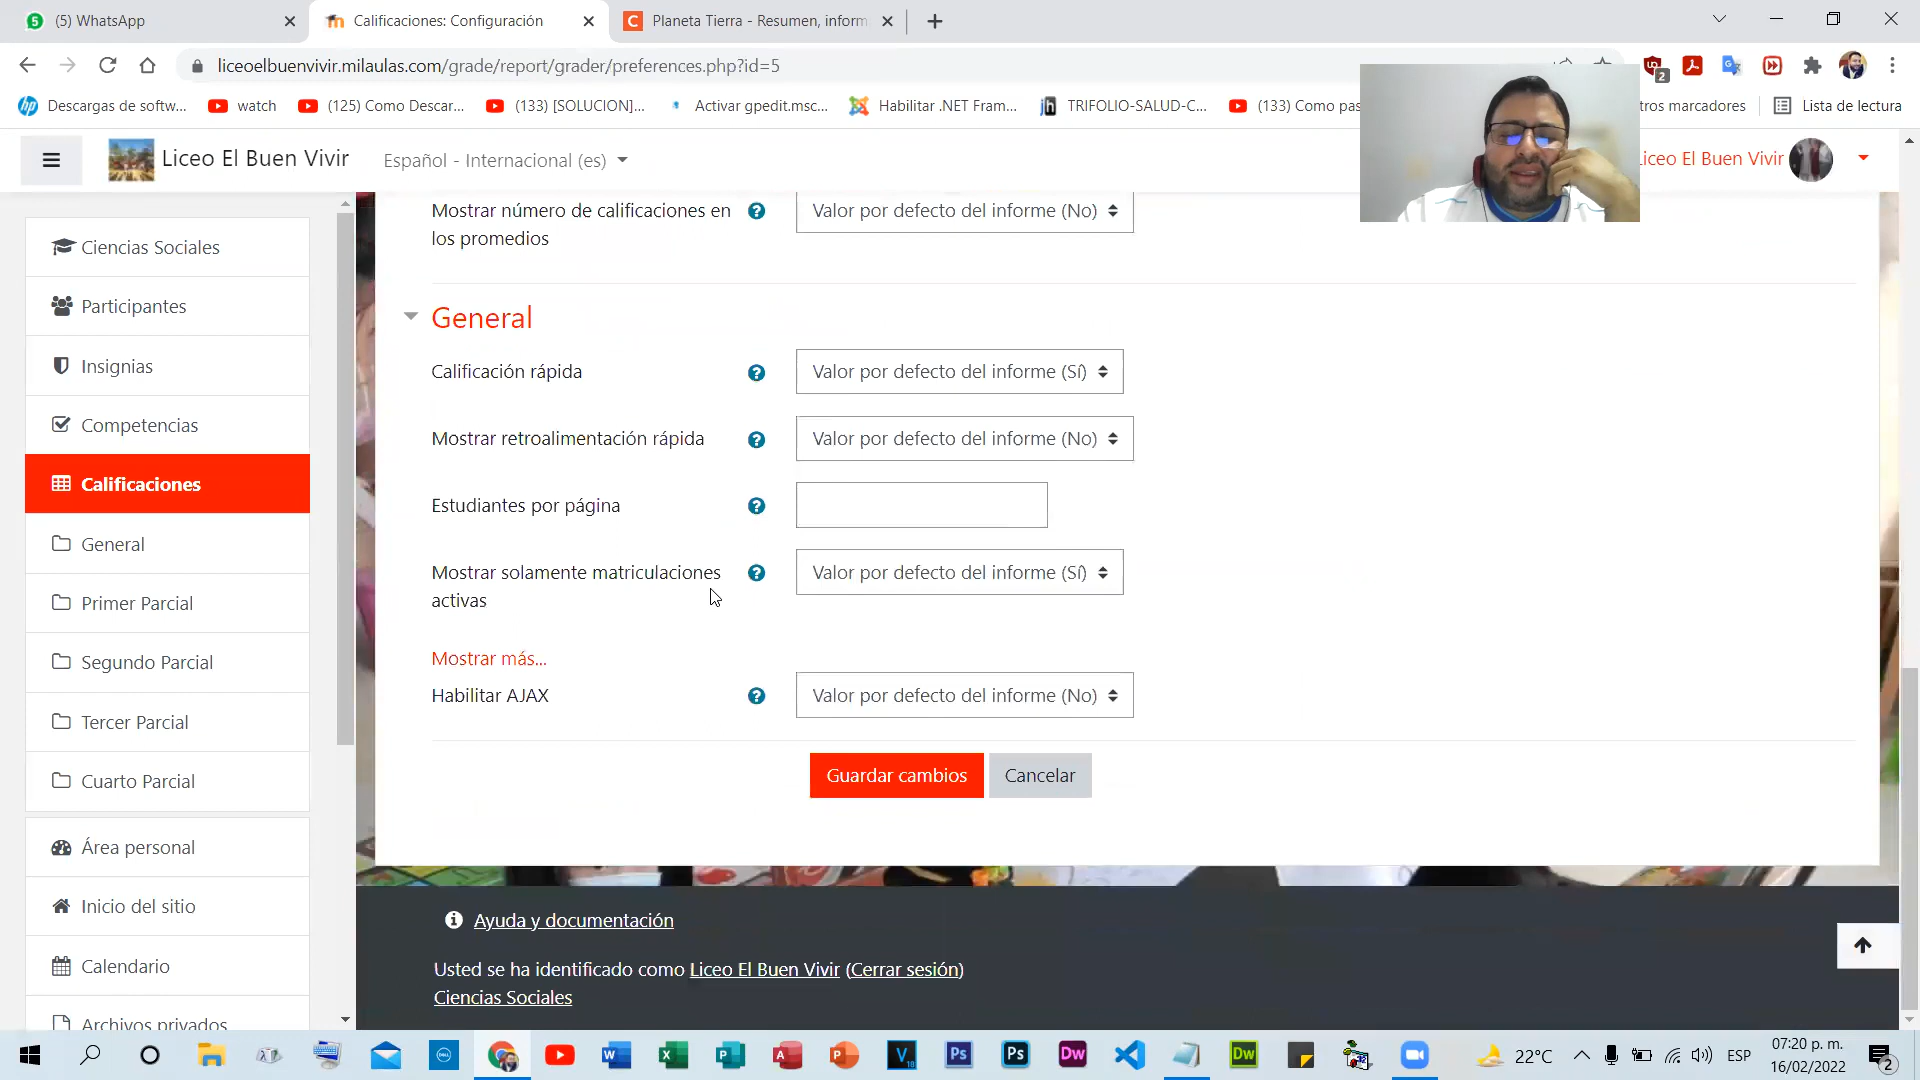 (5) WhatsApp
Calificaciones: Configuración
Planeta Tierra - Resumen, inform
liceoelbuenvivir.milaulas.com/grade/report/grader/preferences.php?id=5
2
Descargas de softw...
watch
(125) Como Descar...
(133) [SOLUCION]...
Activar gpedit.msc...
Habilitar .NET Fram...
TRIFOLIO-SALUD-C...
(133) Como pas
tros marcadores
Lista de lectura
Liceo El Buen Vivir
Español - Internacional (es)
iceo El Buen Vivir
Ciencias Sociales
Participantes
Insignias
Competencias
Calificaciones
General
Primer Parcial
Segundo Parcial
Tercer Parcial
Cuarto Parcial
Área personal
Inicio del sitio
Calendario
Archivos privados
Mostrar número de calificaciones en
los promedios
Valor por defecto del informe (No)
General
Calificación rápida
Valor por defecto del informe (Sí)
Mostrar retroalimentación rápida
Valor por defecto del informe (No)
Estudiantes por página
Mostrar solamente matriculaciones
activas
Valor por defecto del informe (Sí)
Mostrar más...
Habilitar AJAX
Valor por defecto del informe (No)
Guardar cambios
Cancelar
Ayuda y documentación
Usted se ha identificado como Liceo El Buen Vivir (Cerrar sesión)
Ciencias Sociales
22°C
ESP
07:20 p. m.
16/02/2022
2